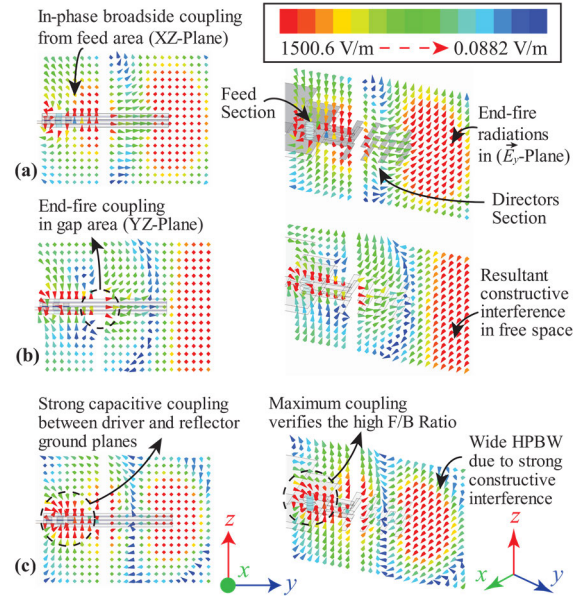 In-phase broadside coupling
from feed area (XZ-Plane)
1500.6 V/m
0.0882 V/m
Feed
Section
End-fire
radiations
in (E⃗y-Plane)
Directors
Section
(a)
End-fire coupling
in gap area (YZ-Plane)
Resultant
constructive
interference
in free space
(b)
Strong capacitive coupling
between driver and reflector
ground planes
Maximum coupling
verifies the high F/B Ratio
Wide HPBW
due to strong
constructive
interference
(c)
z
x
y
z
x
y